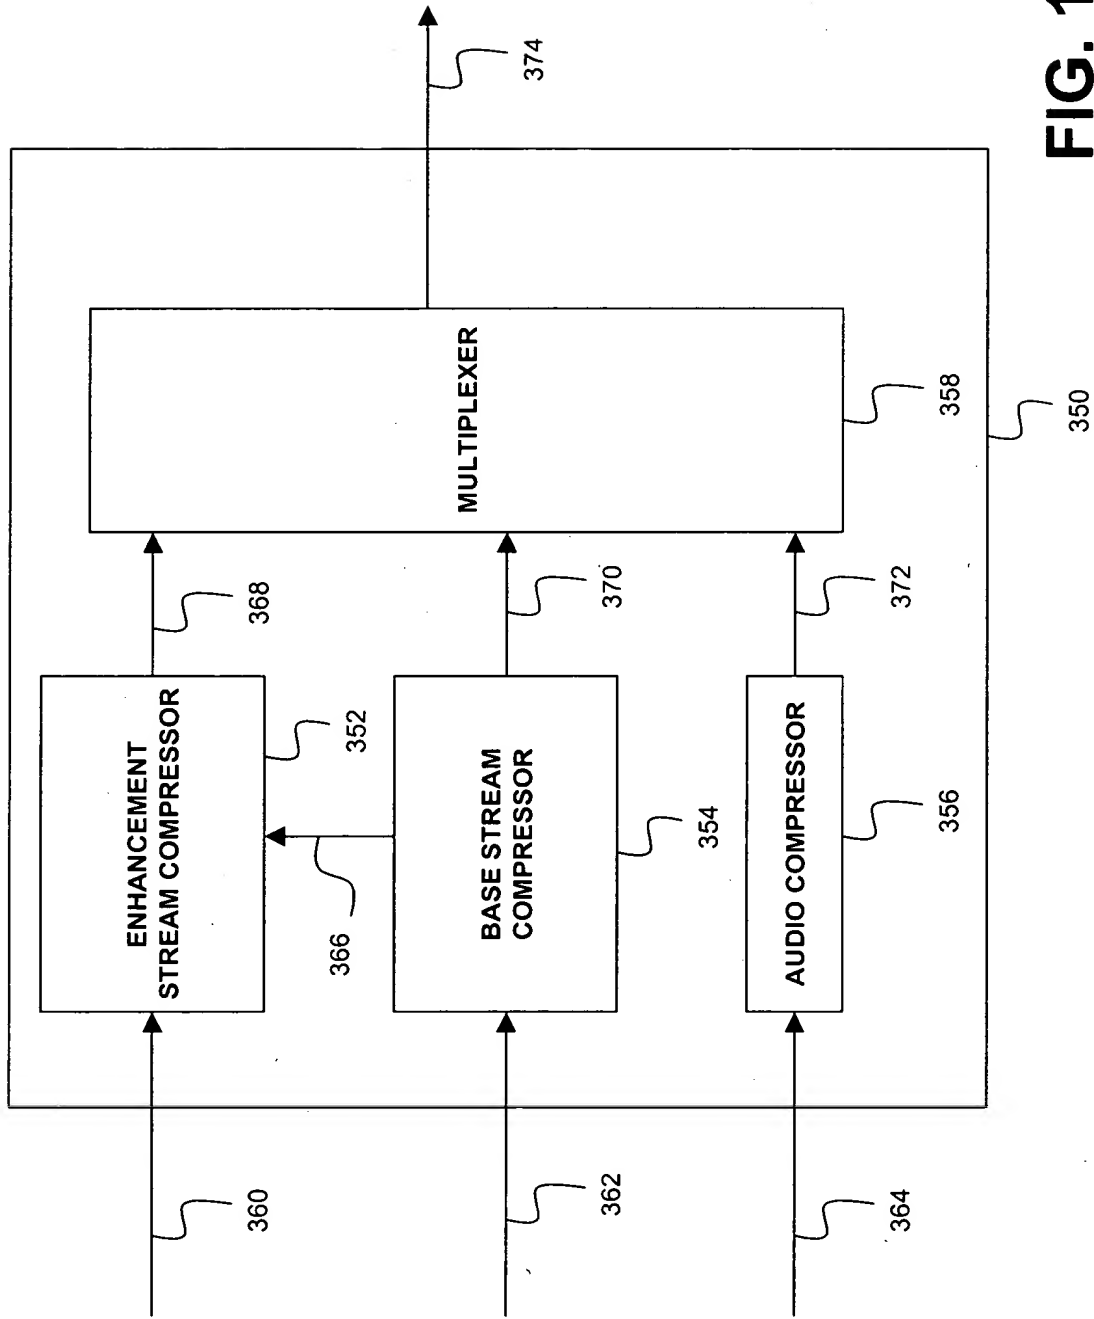 ENHANCEMENT
STREAM COMPRESSOR
360
368
366
352
MULTIPLEXER
BASE STREAM
COMPRESSOR
374
362
370
354
AUDIO COMPRESSOR
364
372
356
358
350
FIG. 1